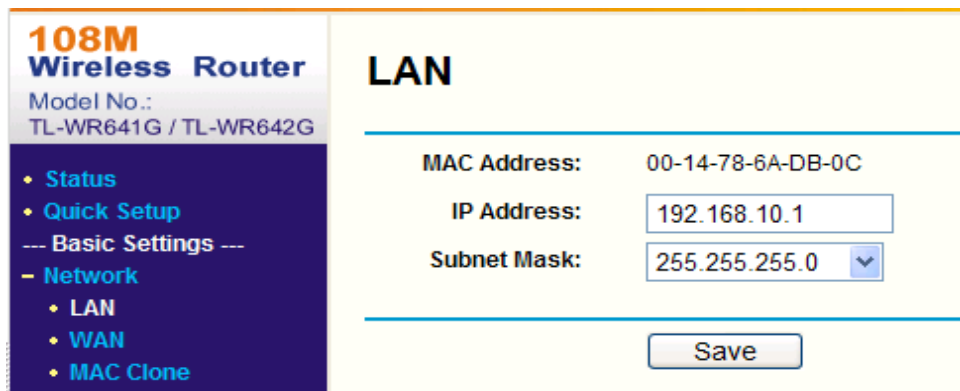 108M
Wireless Router
Model No.:
TL-WR641G / TL-WR642G
• Status
• Quick Setup
--- Basic Settings ---
– Network
• LAN
• WAN
• MAC Clone
LAN
MAC Address: 00-14-78-6A-DB-0C
IP Address: 192.168.10.1
Subnet Mask: 255.255.255.0
Save